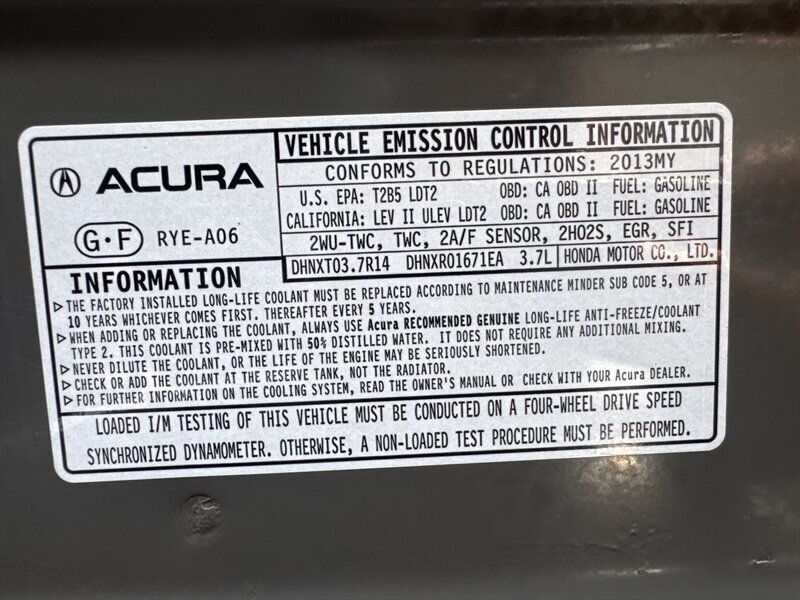 ACURA
G·F RYE-A06
VEHICLE EMISSION CONTROL INFORMATION
CONFORMS TO REGULATIONS: 2013MY
U.S. EPA: T2B5 LDT2 OBD: CA OBD II FUEL: GASOLINE
CALIFORNIA: LEV II ULEV LDT2 OBD: CA OBD II FUEL: GASOLINE
2WU-TWC, TWC, 2A/F SENSOR, 2HO2S, EGR, SFI
DHNXT03.7R14 DHNXR01671EA 3.7L HONDA MOTOR CO., LTD.
INFORMATION
▷THE FACTORY INSTALLED LONG-LIFE COOLANT MUST BE REPLACED ACCORDING TO MAINTENANCE MINDER SUB CODE 5, OR AT
10 YEARS WHICHEVER COMES FIRST. THEREAFTER EVERY 5 YEARS.
▷WHEN ADDING OR REPLACING THE COOLANT, ALWAYS USE Acura RECOMMENDED GENUINE LONG-LIFE ANTI-FREEZE/COOLANT
TYPE 2. THIS COOLANT IS PRE-MIXED WITH 50% DISTILLED WATER. IT DOES NOT REQUIRE ANY ADDITIONAL MIXING.
▷NEVER DILUTE THE COOLANT, OR THE LIFE OF THE ENGINE MAY BE SERIOUSLY SHORTENED.
▷CHECK OR ADD THE COOLANT AT THE RESERVE TANK, NOT THE RADIATOR.
▷FOR FURTHER INFORMATION ON THE COOLING SYSTEM, READ THE OWNER'S MANUAL OR CHECK WITH YOUR Acura DEALER.
LOADED I/M TESTING OF THIS VEHICLE MUST BE CONDUCTED ON A FOUR-WHEEL DRIVE SPEED
SYNCHRONIZED DYNAMOMETER. OTHERWISE, A NON-LOADED TEST PROCEDURE MUST BE PERFORMED.